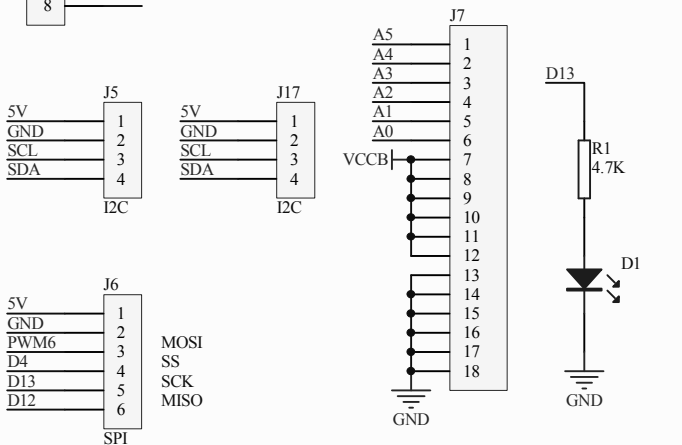 8
J7
A5 1
A4 2
A3 3
A2 4
A1 5
A0 6
VCCB 7
8
9
10
11
12
13
14
15
16
17
18
GND
D13
R1
4.7K
D1
GND
J5
5V 1
GND 2
SCL 3
SDA 4
I2C
J17
5V 1
GND 2
SCL 3
SDA 4
I2C
J6
5V 1
GND 2
PWM6 3 MOSI
D4 4 SS
D13 5 SCK
D12 6 MISO
SPI